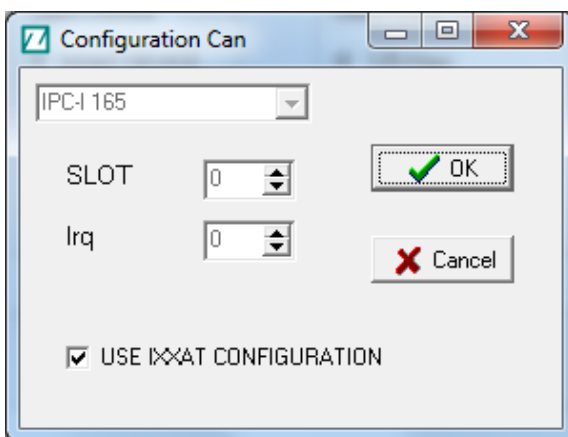 Configuration Can
IPC-I 165
SLOT 0
OK
Irq 0
Cancel
USE IXXAT CONFIGURATION